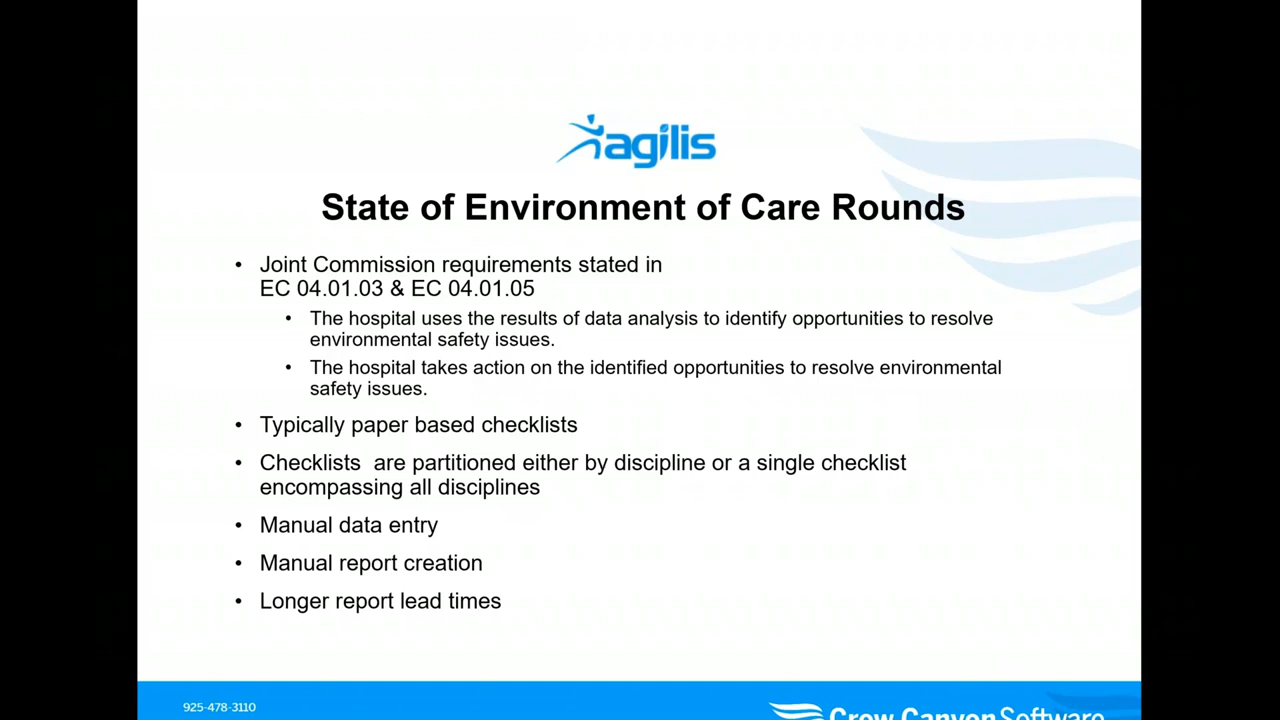 agilis
State of Environment of Care Rounds
• Joint Commission requirements stated in
EC 04.01.03 & EC 04.01.05
• The hospital uses the results of data analysis to identify opportunities to resolve
environmental safety issues.
• The hospital takes action on the identified opportunities to resolve environmental
safety issues.
• Typically paper based checklists
• Checklists  are partitioned either by discipline or a single checklist
encompassing all disciplines
• Manual data entry
• Manual report creation
• Longer report lead times
925-478-3110
Crow Canyon Software